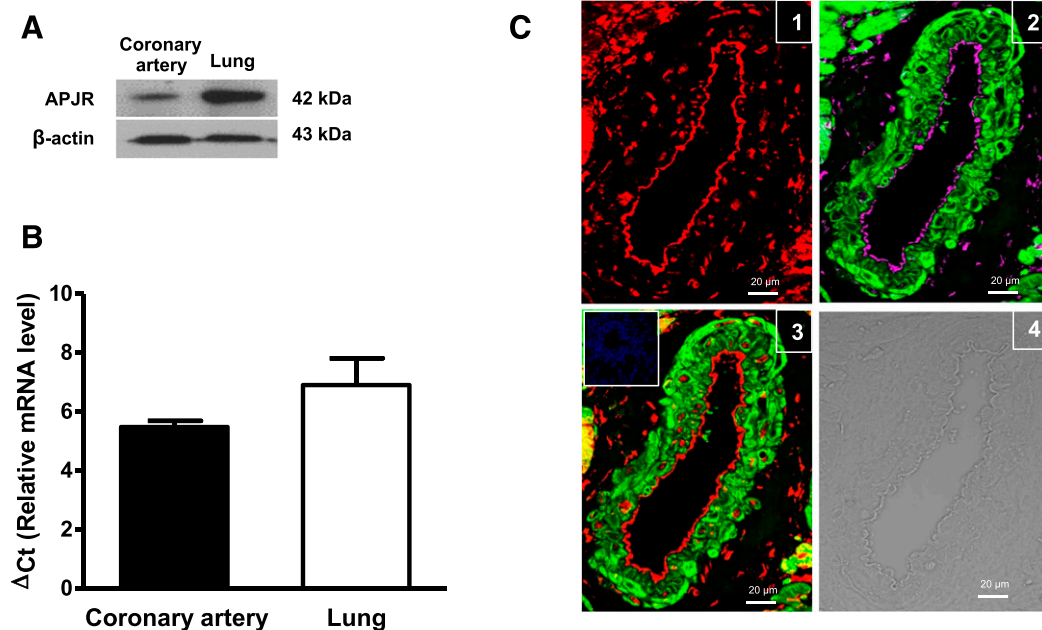 A
Coronary
artery
Lung
APJR
42 kDa
β-actin
43 kDa
B
ΔCt (Relative mRNA level)
10
8
6
4
2
0
Coronary artery
Lung
C
1
20 µm
2
20 µm
3
20 µm
4
20 µm